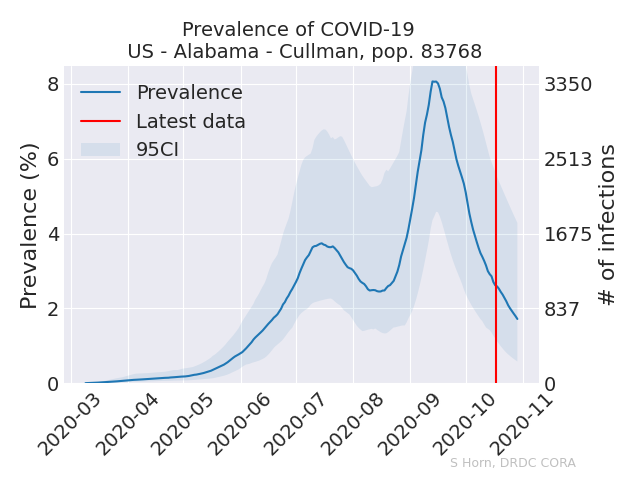 Prevalence of COVID-19
US - Alabama - Cullman, pop. 83768
Prevalence
Latest data
95CI
Prevalence (%)
8
6
4
2
0
3350
2513
1675
837
0
# of infections
2020-03
2020-04
2020-05
2020-06
2020-07
2020-08
2020-09
2020-10
2020-11
S Horn, DRDC CORA